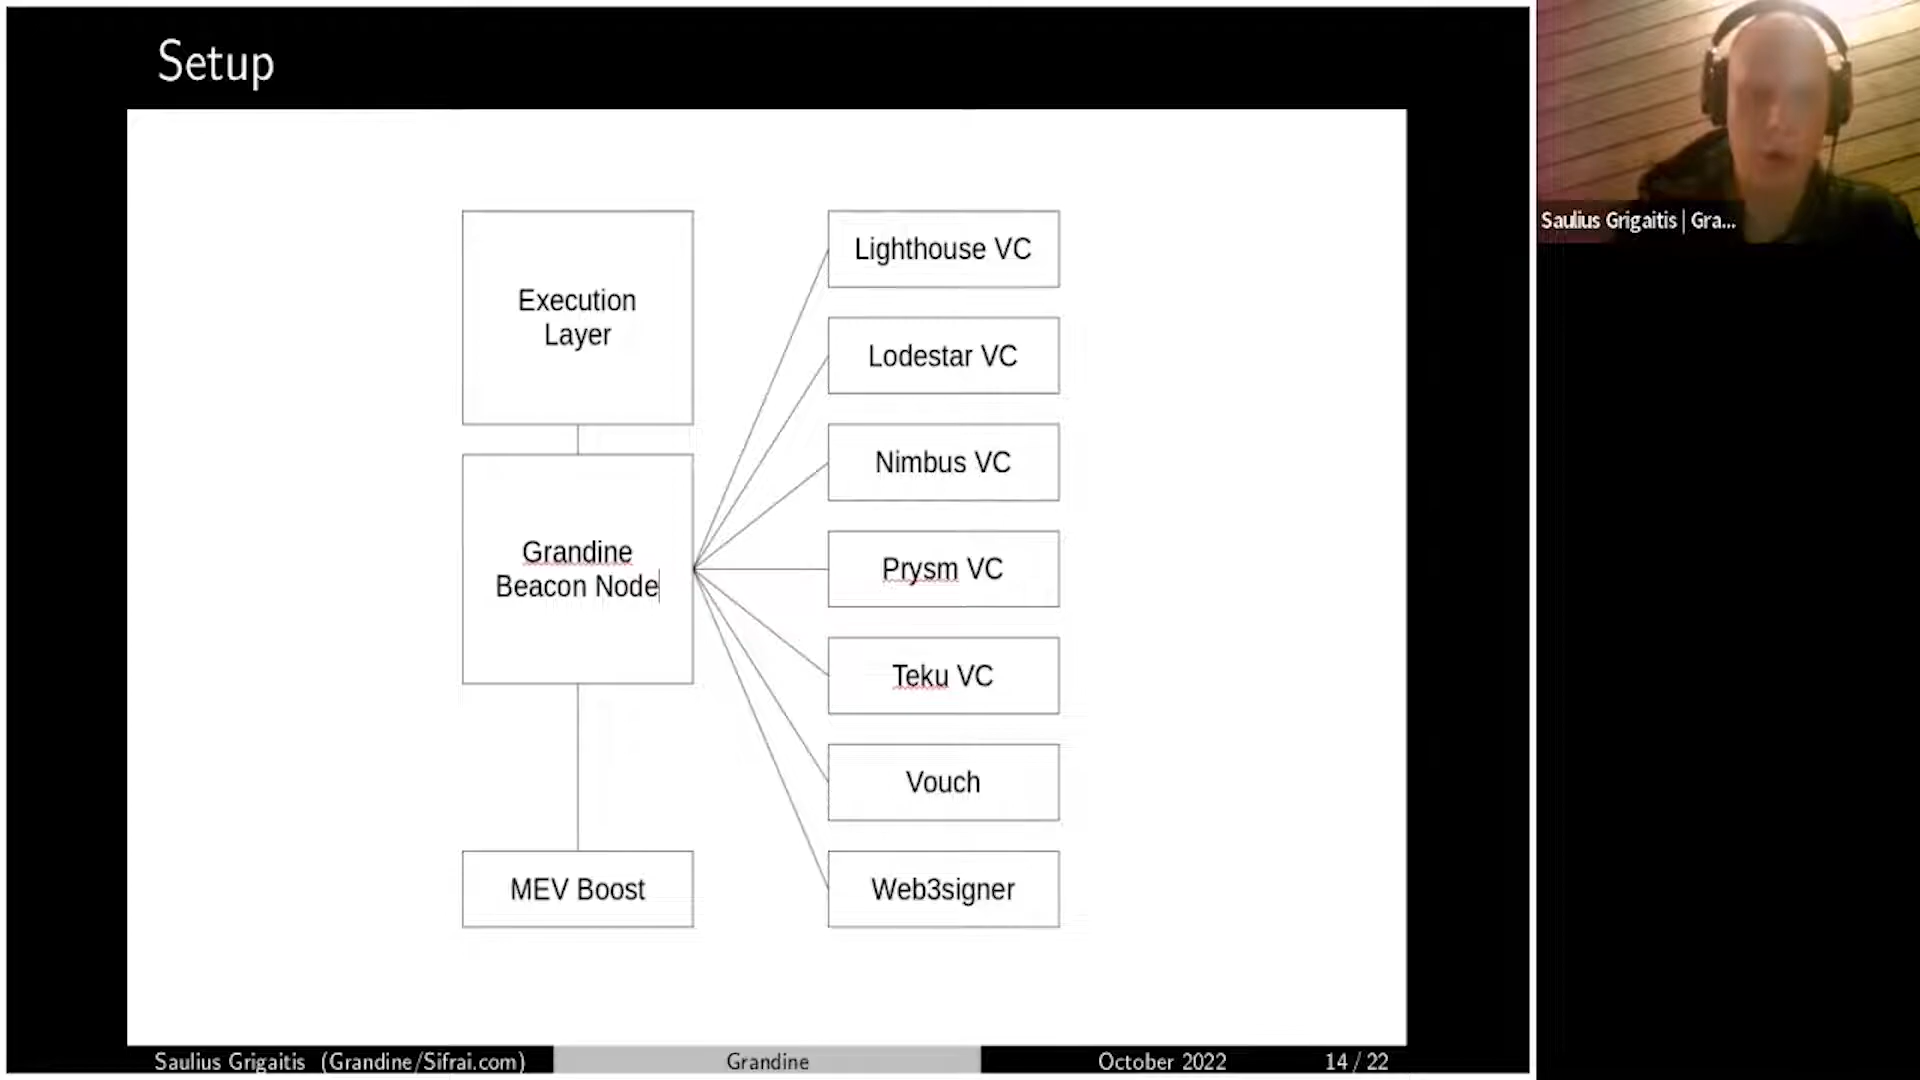 Setup
Execution
Layer
Grandine
Beacon Node
MEV Boost
Lighthouse VC
Lodestar VC
Nimbus VC
Prysm VC
Teku VC
Vouch
Web3signer
Saulius Grigaitis (Grandine/Sifrai.com)
Grandine
October 2022
14 / 22
Saulius Grigaitis | Gra...